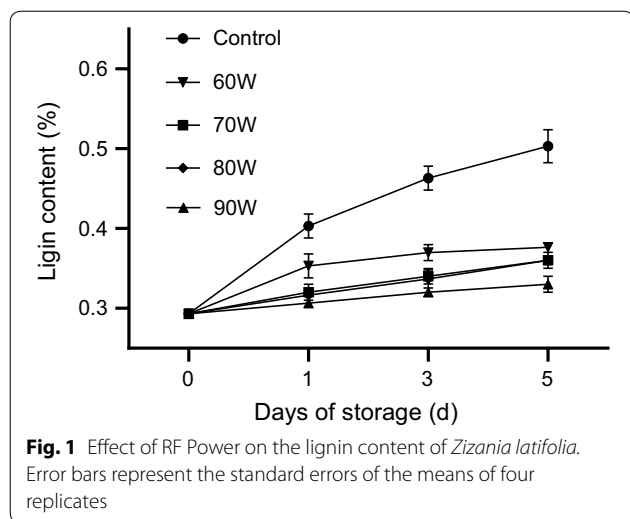 Control
60W
70W
80W
90W
0.6
0.5
0.4
0.3
Ligin content (%)
0 1 3 5
Days of storage (d)
Fig. 1 Effect of RF Power on the lignin content of Zizania latifolia.
Error bars represent the standard errors of the means of four
replicates